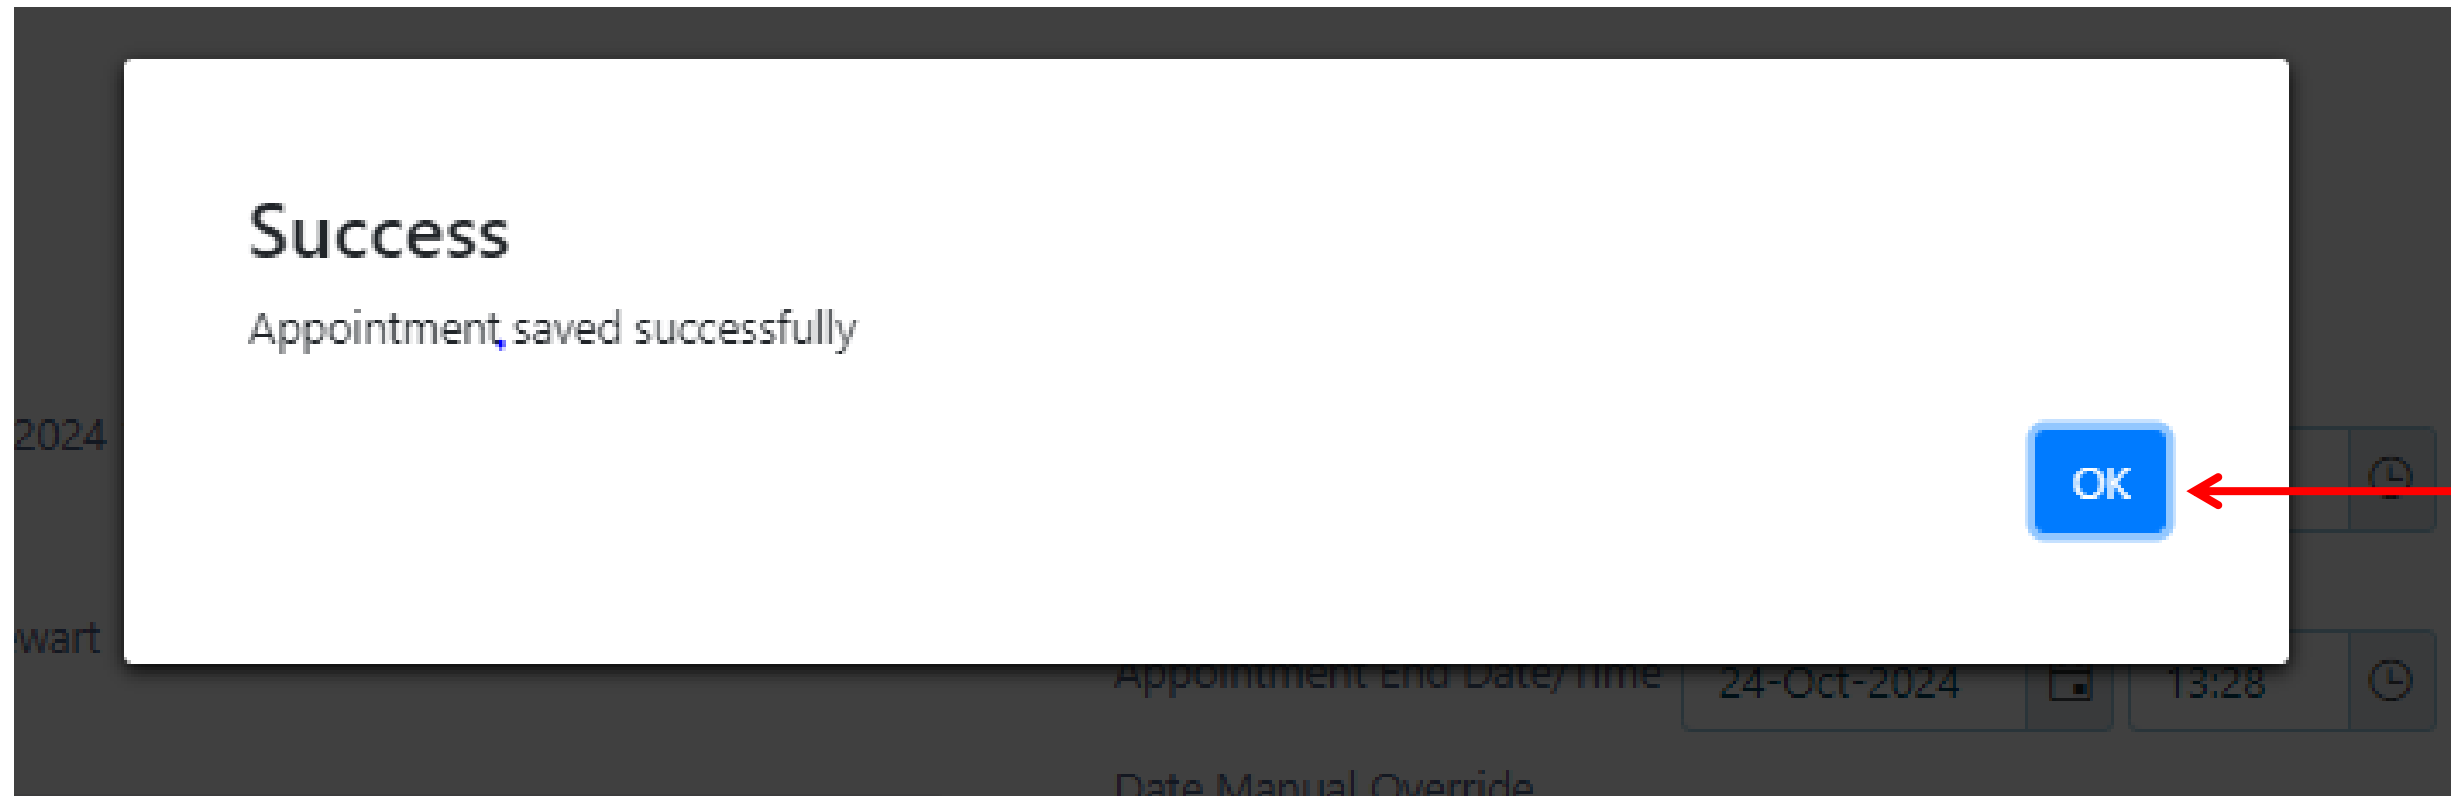 Success
Appointment saved successfully
2024
OK
wart
Appointment End Date/Time 24-Oct-2024 13:28
Date Manual Override